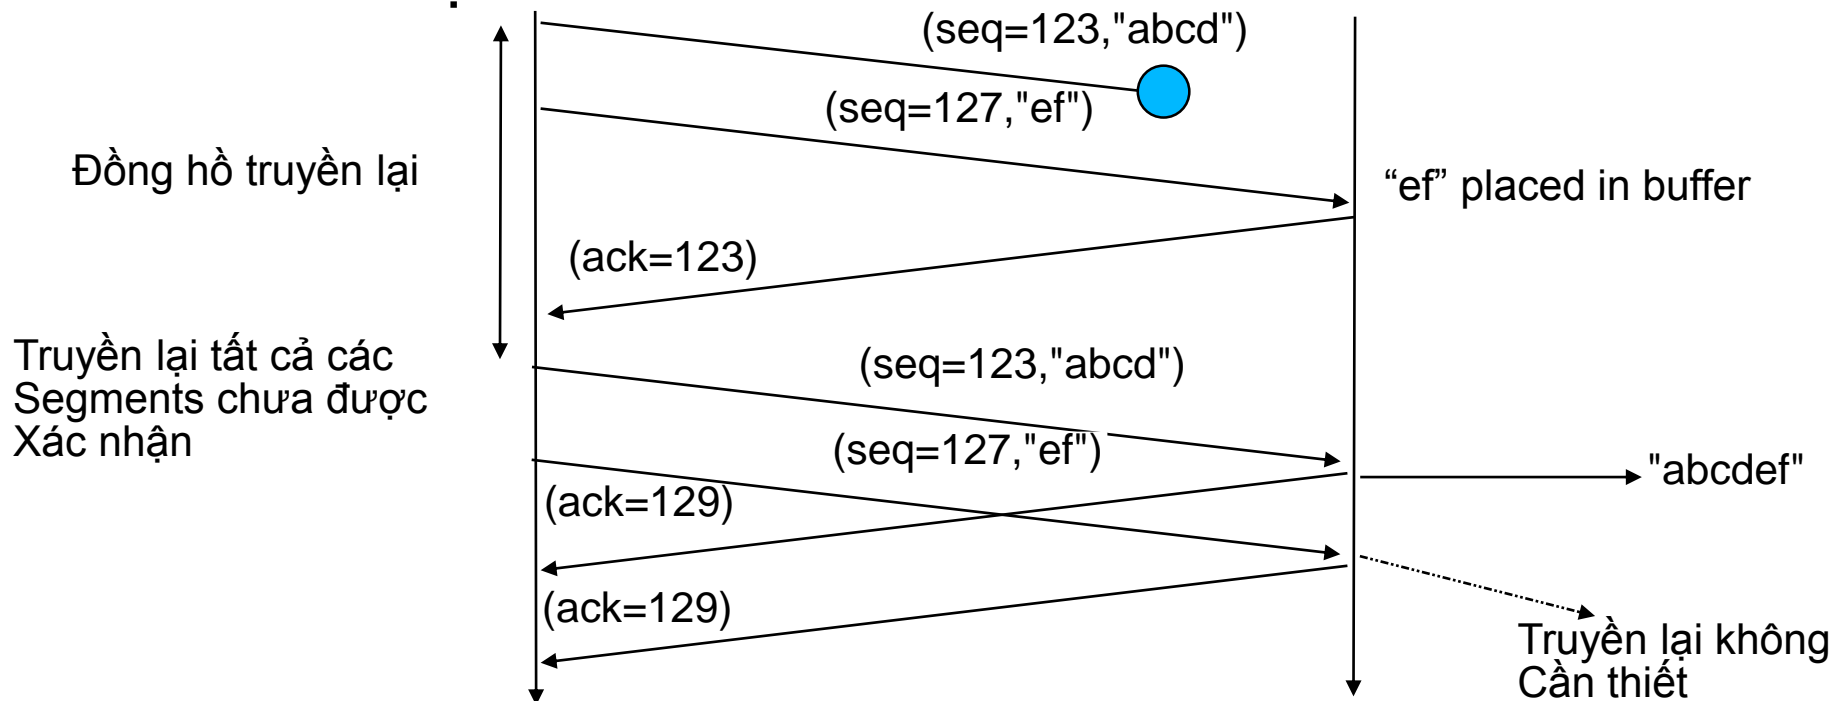 (seq=123,"abcd")
(seq=127,"ef")
Đồng hồ truyền lại
“ef” placed in buffer
(ack=123)
Truyền lại tất cả các
Segments chưa được
Xác nhận
(seq=123,"abcd")
(seq=127,"ef")
"abcdef"
(ack=129)
(ack=129)
Truyền lại không
Cần thiết